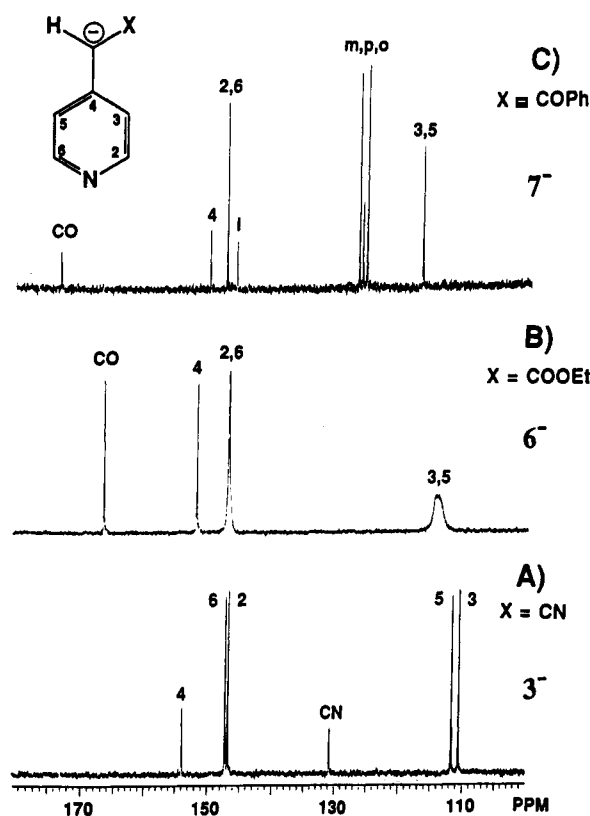 H
X
−
4
5
3
6
2
N
C)
X = COPh
7⁻
CO
4
2,6
I
m,p,o
3,5
B)
X = COOEt
6⁻
CO
4
2,6
3,5
A)
X = CN
3⁻
4
6
2
CN
5
3
170 150 130 110 PPM